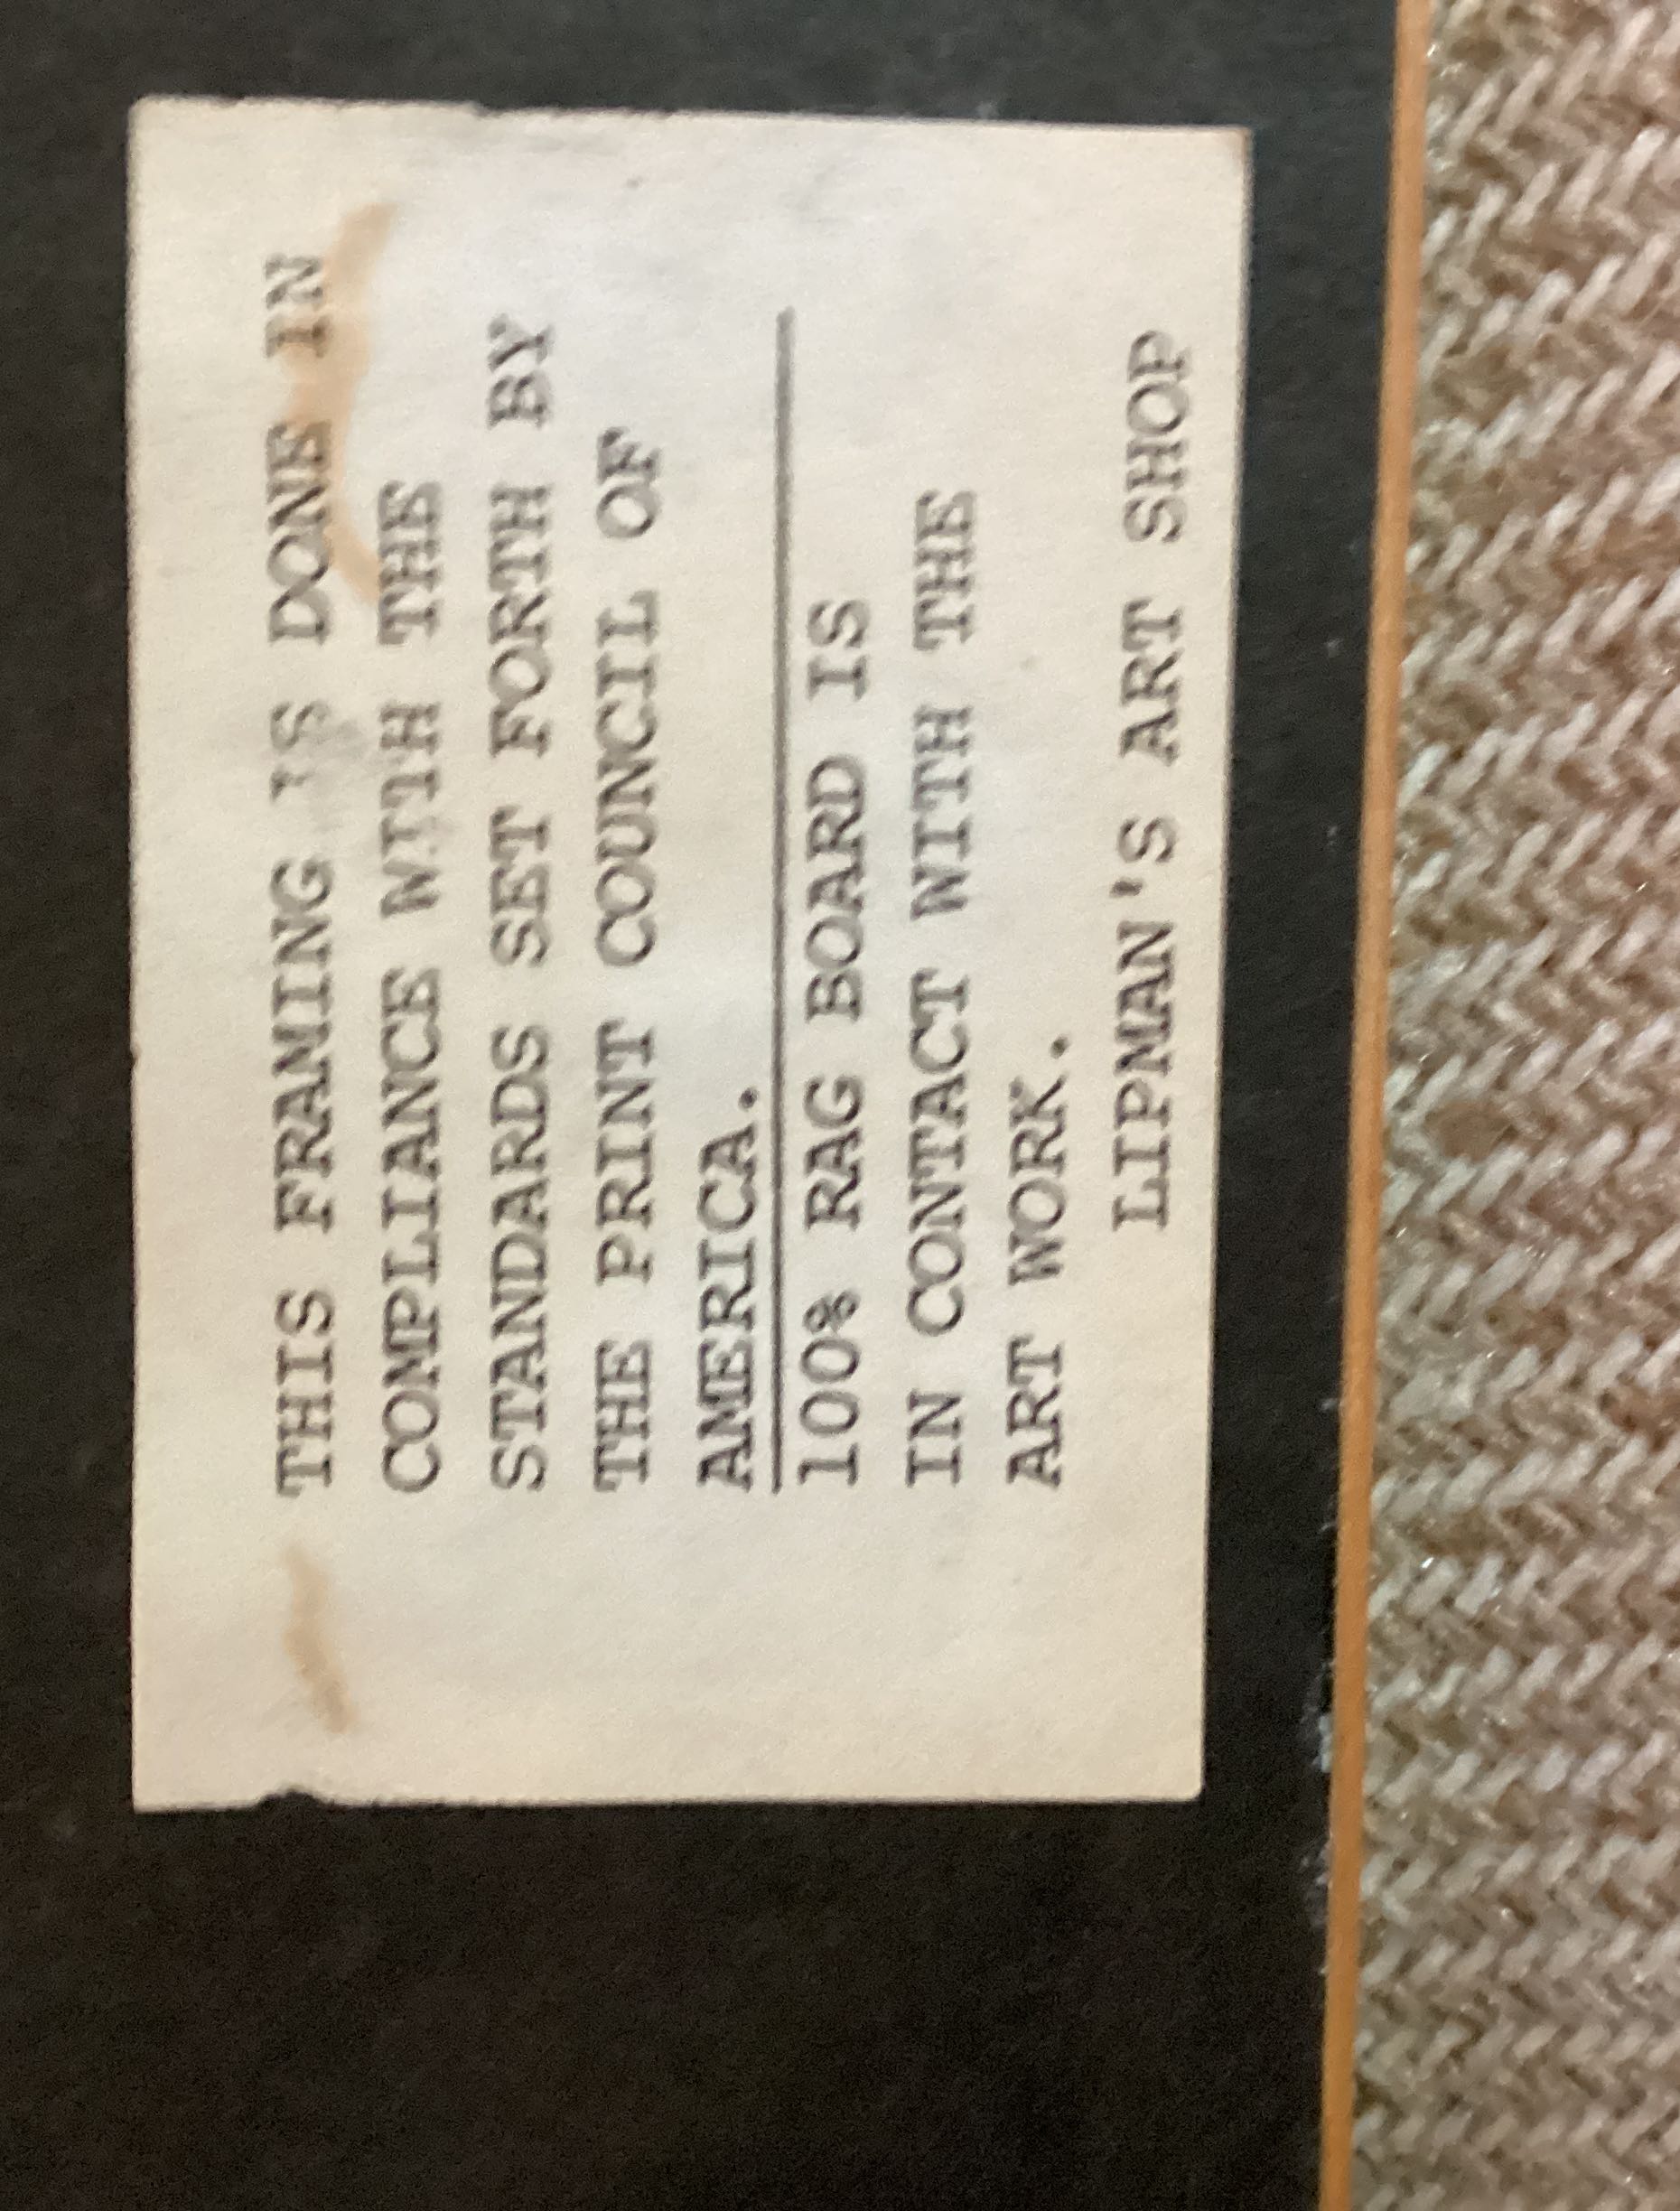 THIS FRAMING IS DONE IN
COMPLIANCE WITH THE
STANDARDS SET FORTH BY
THE PRINT COUNCIL OF
AMERICA.
100% RAG BOARD IS
IN CONTACT WITH THE
ART WORK.
LIPMAN'S ART SHOP